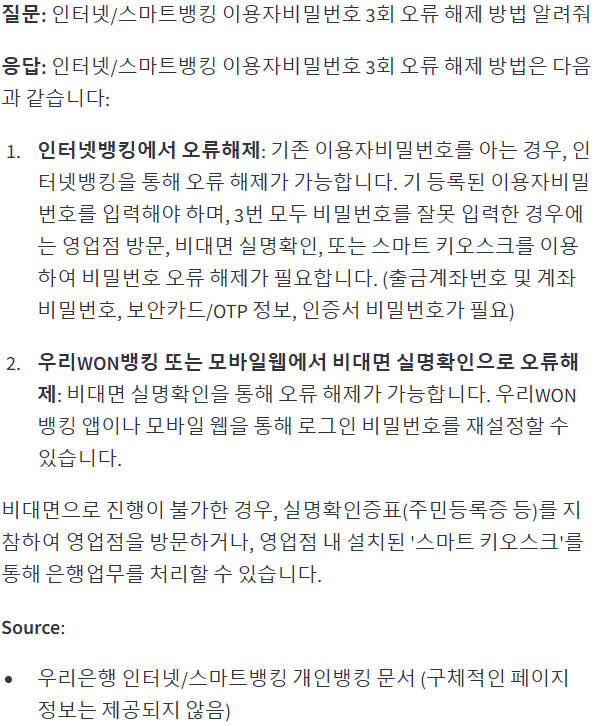 질문: 인터넷/스마트뱅킹 이용자비밀번호 3회 오류 해제 방법 알려줘
응답: 인터넷/스마트뱅킹 이용자비밀번호 3회 오류 해제 방법은 다음
과 같습니다:
1. 인터넷뱅킹에서 오류해제: 기존 이용자비밀번호를 아는 경우, 인
터넷뱅킹을 통해 오류 해제가 가능합니다. 기 등록된 이용자비밀
번호를 입력해야 하며, 3번 모두 비밀번호를 잘못 입력한 경우에
는 영업점 방문, 비대면 실명확인, 또는 스마트 키오스크를 이용
하여 비밀번호 오류 해제가 필요합니다. (출금계좌번호 및 계좌
비밀번호, 보안카드/OTP 정보, 인증서 비밀번호가 필요)
2. 우리WON뱅킹 또는 모바일웹에서 비대면 실명확인으로 오류해
제: 비대면 실명확인을 통해 오류 해제가 가능합니다. 우리WON
뱅킹 앱이나 모바일 웹을 통해 로그인 비밀번호를 재설정할 수
있습니다.
비대면으로 진행이 불가한 경우, 실명확인증표(주민등록증 등)를 지
참하여 영업점을 방문하거나, 영업점 내 설치된 '스마트 키오스크'를
통해 은행업무를 처리할 수 있습니다.
Source:
• 우리은행 인터넷/스마트뱅킹 개인뱅킹 문서 (구체적인 페이지
정보는 제공되지 않음)